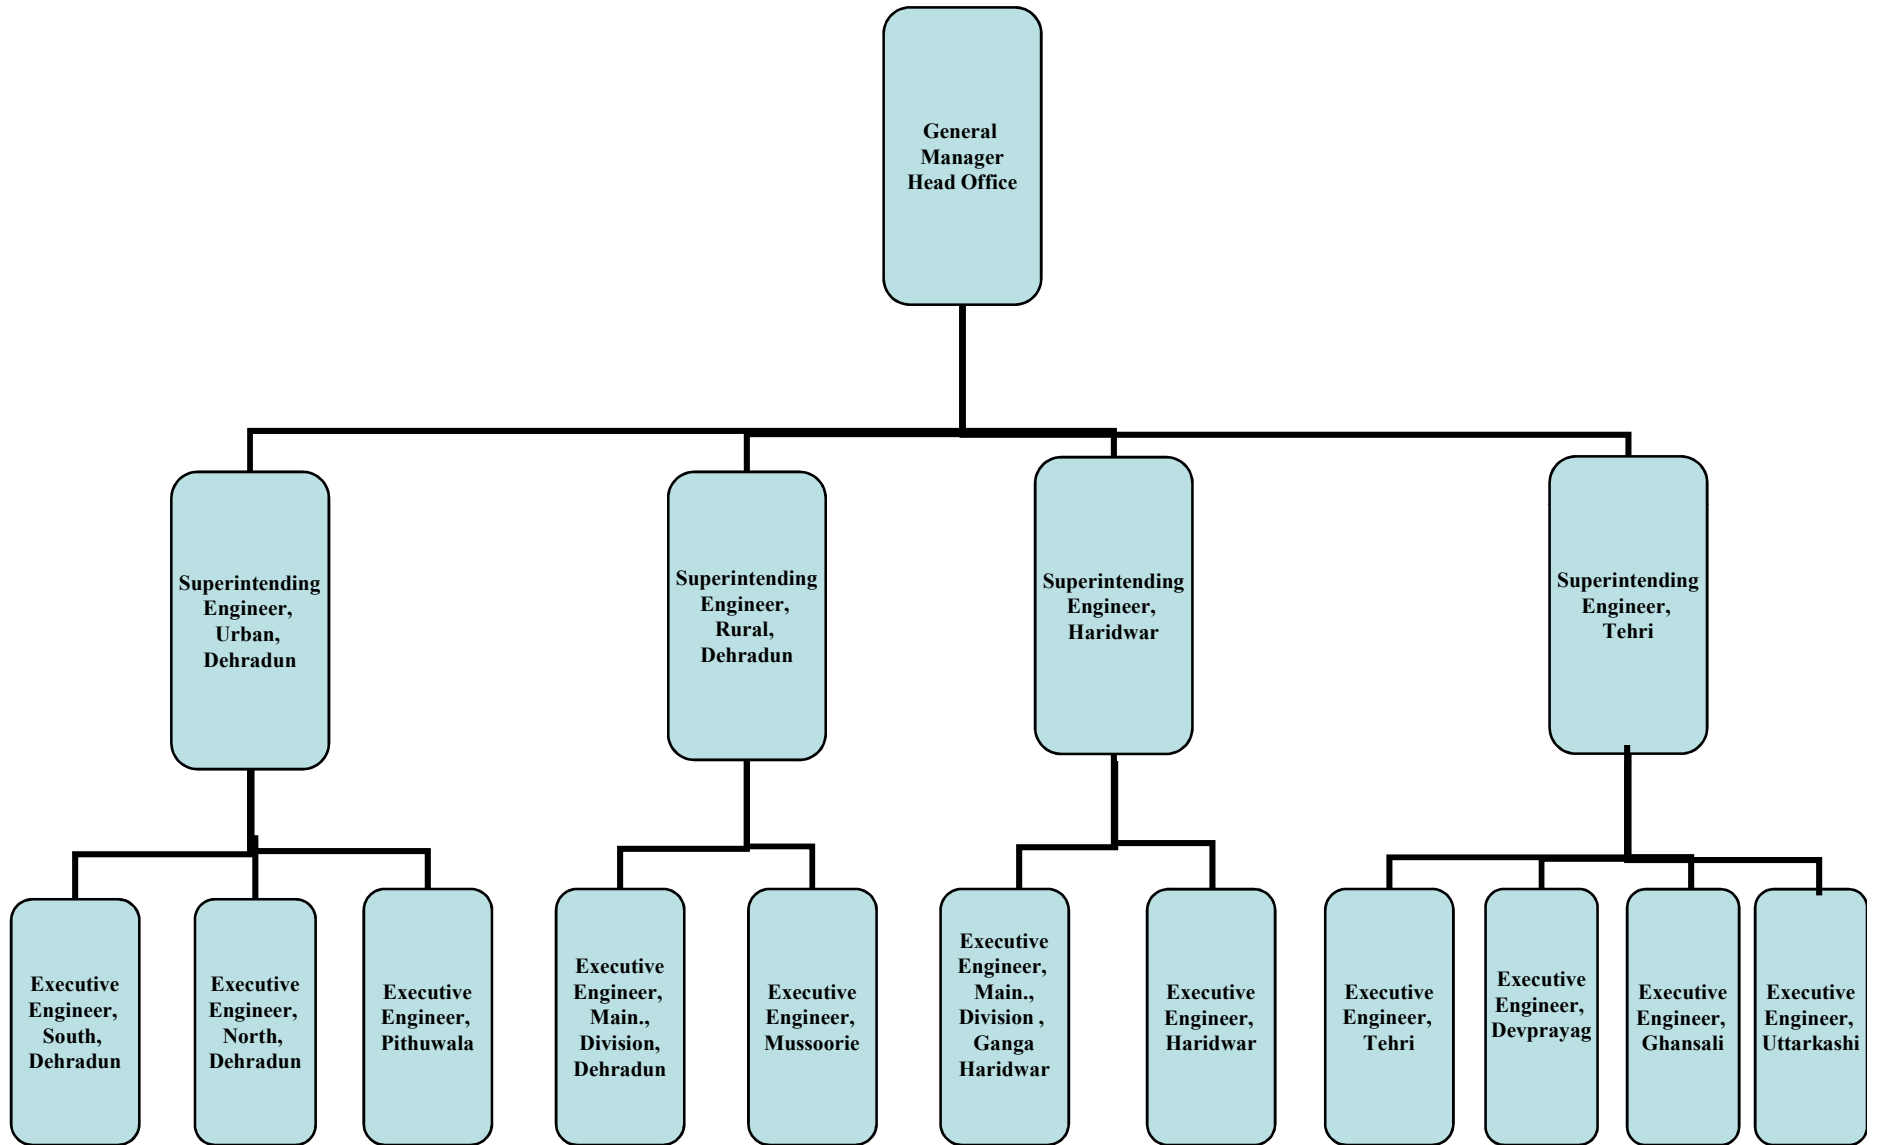 General
Manager
Head Office
Superintending
Engineer,
Urban,
Dehradun
Superintending
Engineer,
Rural,
Dehradun
Superintending
Engineer,
Haridwar
Superintending
Engineer,
Tehri
Executive
Engineer,
South,
Dehradun
Executive
Engineer,
North,
Dehradun
Executive
Engineer,
Pithuwala
Executive
Engineer,
Main.,
Division,
Dehradun
Executive
Engineer,
Mussoorie
Executive
Engineer,
Main.,
Division ,
Ganga
Haridwar
Executive
Engineer,
Haridwar
Executive
Engineer,
Tehri
Executive
Engineer,
Devprayag
Executive
Engineer,
Ghansali
Executive
Engineer,
Uttarkashi